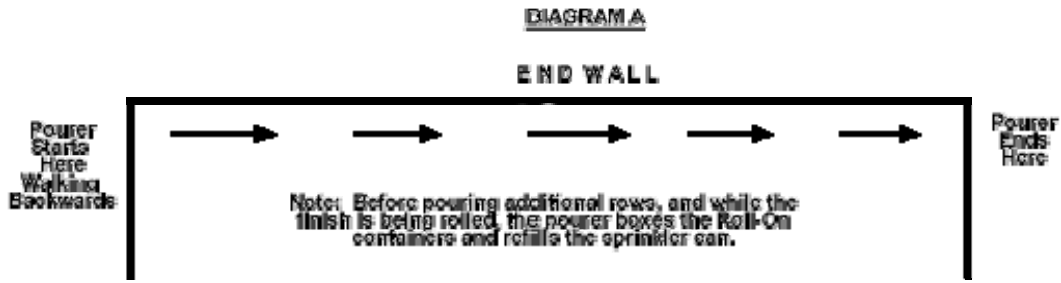 DIAGRAM A
END WALL
Pourer
Starts
Here
Walking
Backwards
Pourer
Ends
Here
Note: Before pouring additional rows, and while the
finish is being rolled, the pourer boxes the Roll-On
containers and refills the sprinkler can.